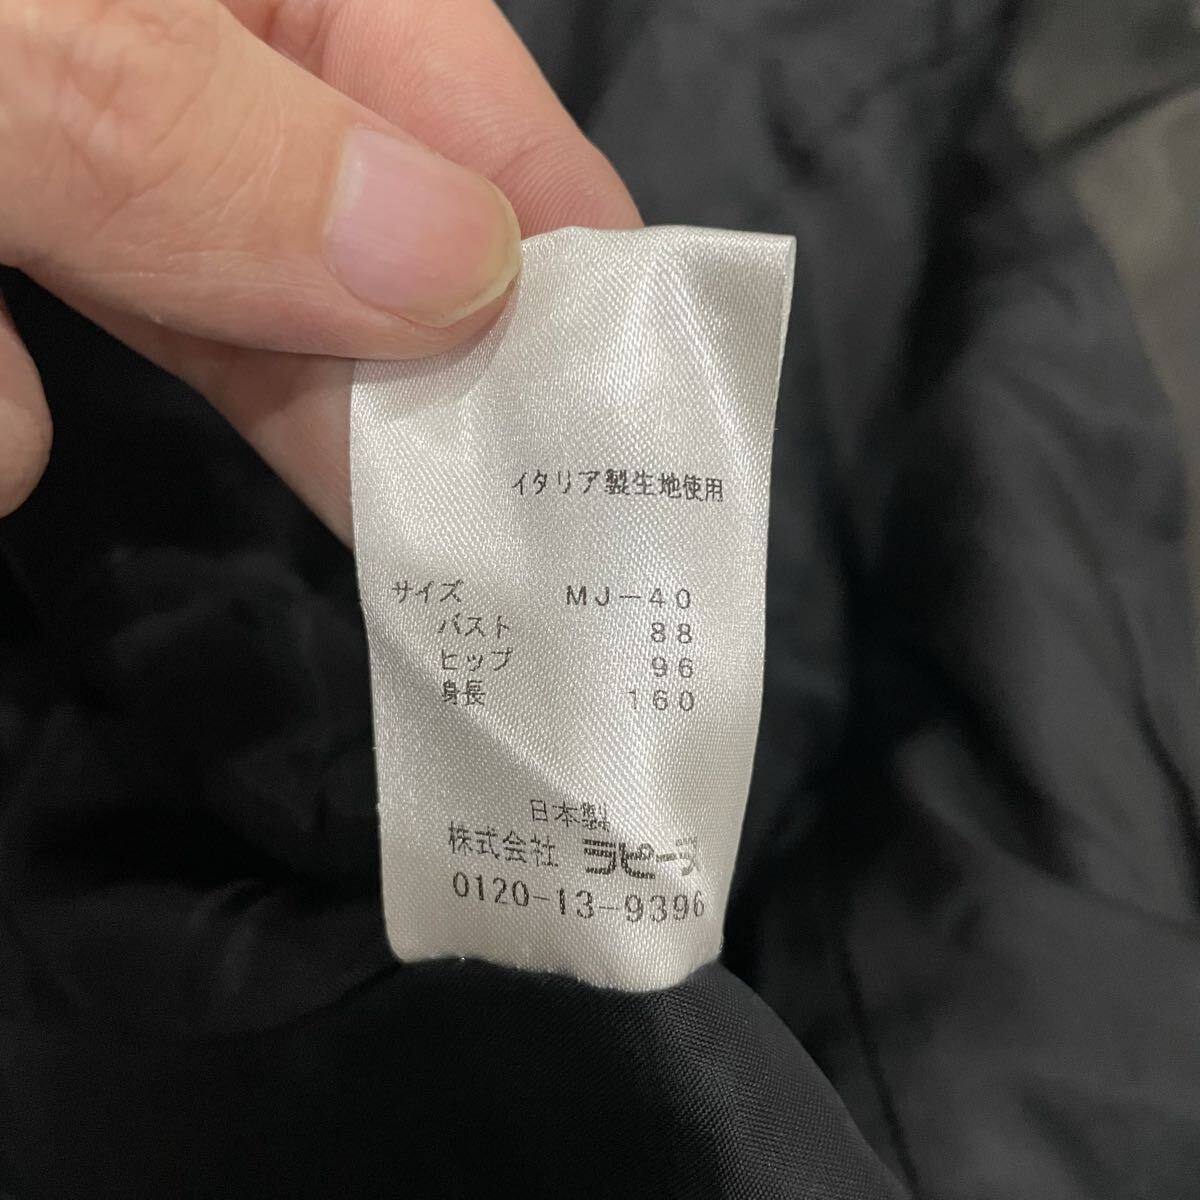 イタリア製生地使用
サイズ MJ-40
バスト 88
ヒップ 96
身長 160
日本製
株式会社 ラピーヌ
0120-13-9396